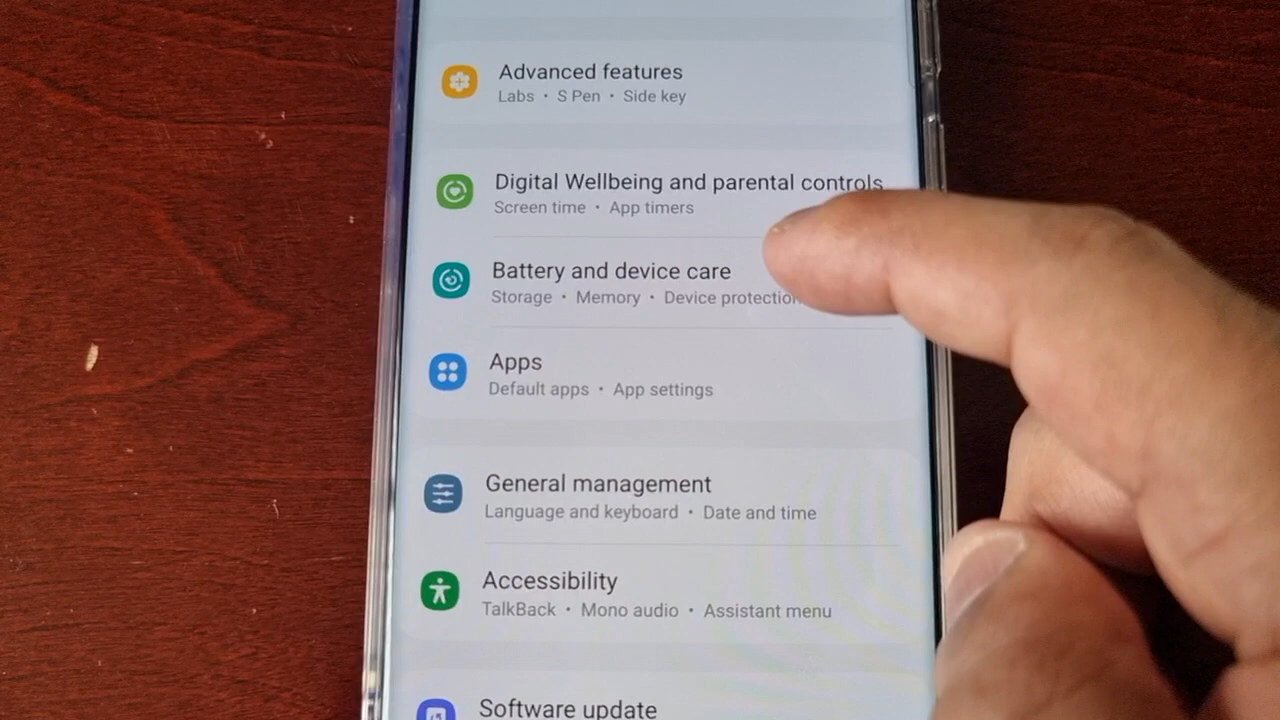 Advanced features
Labs • S Pen • Side key
Digital Wellbeing and parental controls
Screen time • App timers
Battery and device care
Storage • Memory • Device protection
Apps
Default apps • App settings
General management
Language and keyboard • Date and time
Accessibility
TalkBack • Mono audio • Assistant menu
Software update